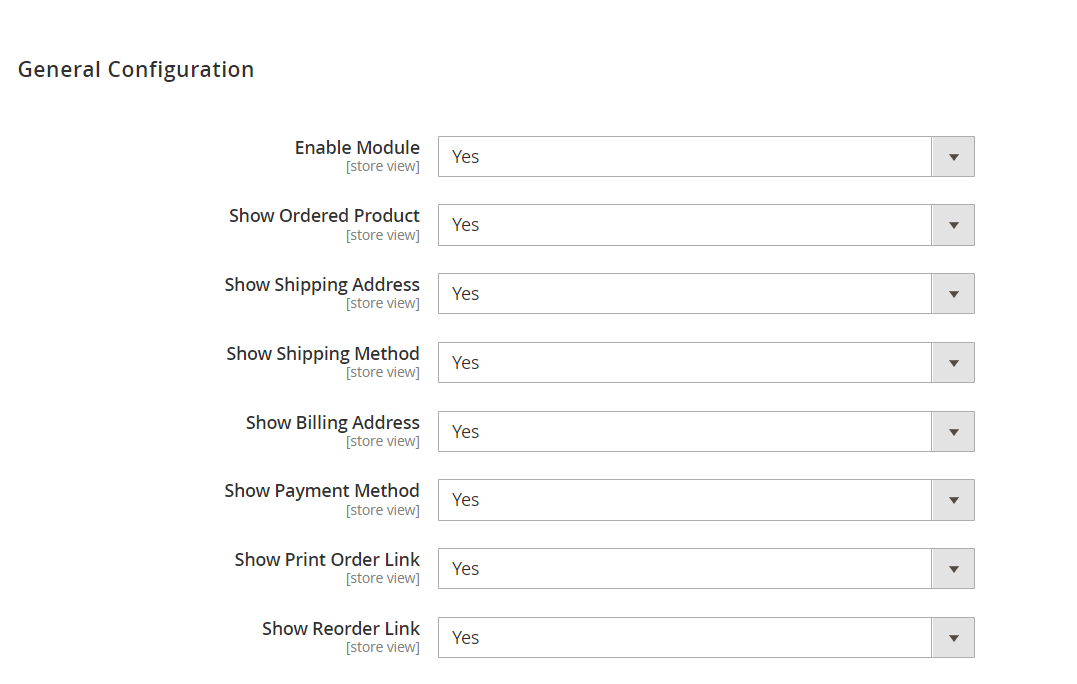 General Configuration
Enable Module
[store view]
Yes
Show Ordered Product
[store view]
Yes
Show Shipping Address
[store view]
Yes
Show Shipping Method
[store view]
Yes
Show Billing Address
[store view]
Yes
Show Payment Method
[store view]
Yes
Show Print Order Link
[store view]
Yes
Show Reorder Link
[store view]
Yes